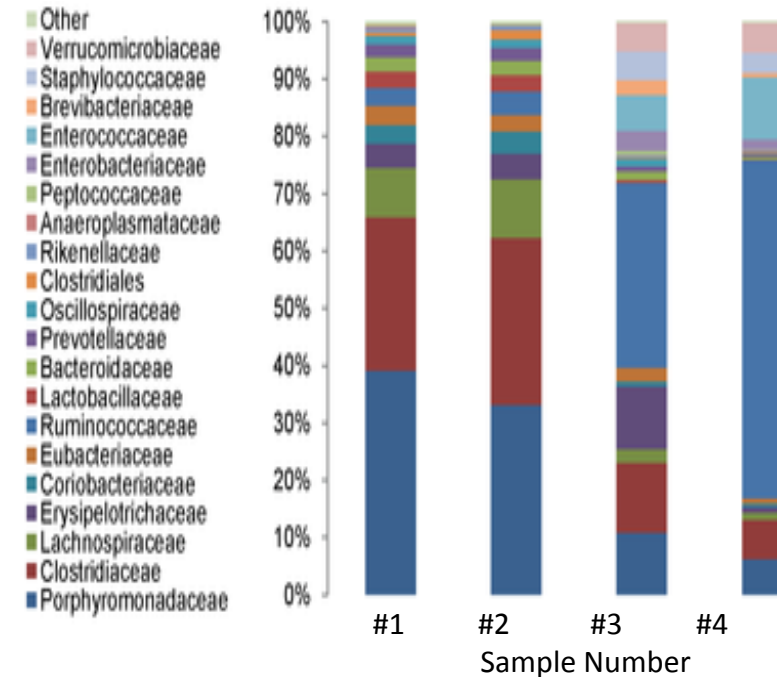 Other
Verrucomicrobiaceae
Staphylococcaceae
Brevibacteriaceae
Enterococcaceae
Enterobacteriaceae
Peptococcaceae
Anaeroplasmataceae
Rikenellaceae
Clostridiales
Oscillospiraceae
Prevotellaceae
Bacteroidaceae
Lactobacillaceae
Ruminococcaceae
Eubacteriaceae
Coriobacteriaceae
Erysipelotrichaceae
Lachnospiraceae
Clostridiaceae
Porphyromonadaceae
100%
90%
80%
70%
60%
50%
40%
30%
20%
10%
0%
#1 #2 #3 #4
Sample Number